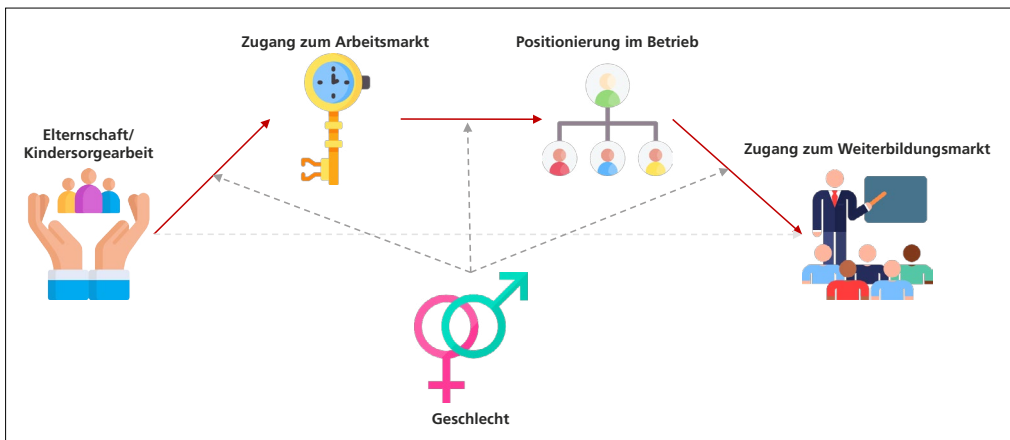 Zugang zum Arbeitsmarkt
Positionierung im Betrieb
Elternschaft/
Kindersorgearbeit
Zugang zum Weiterbildungsmarkt
Geschlecht